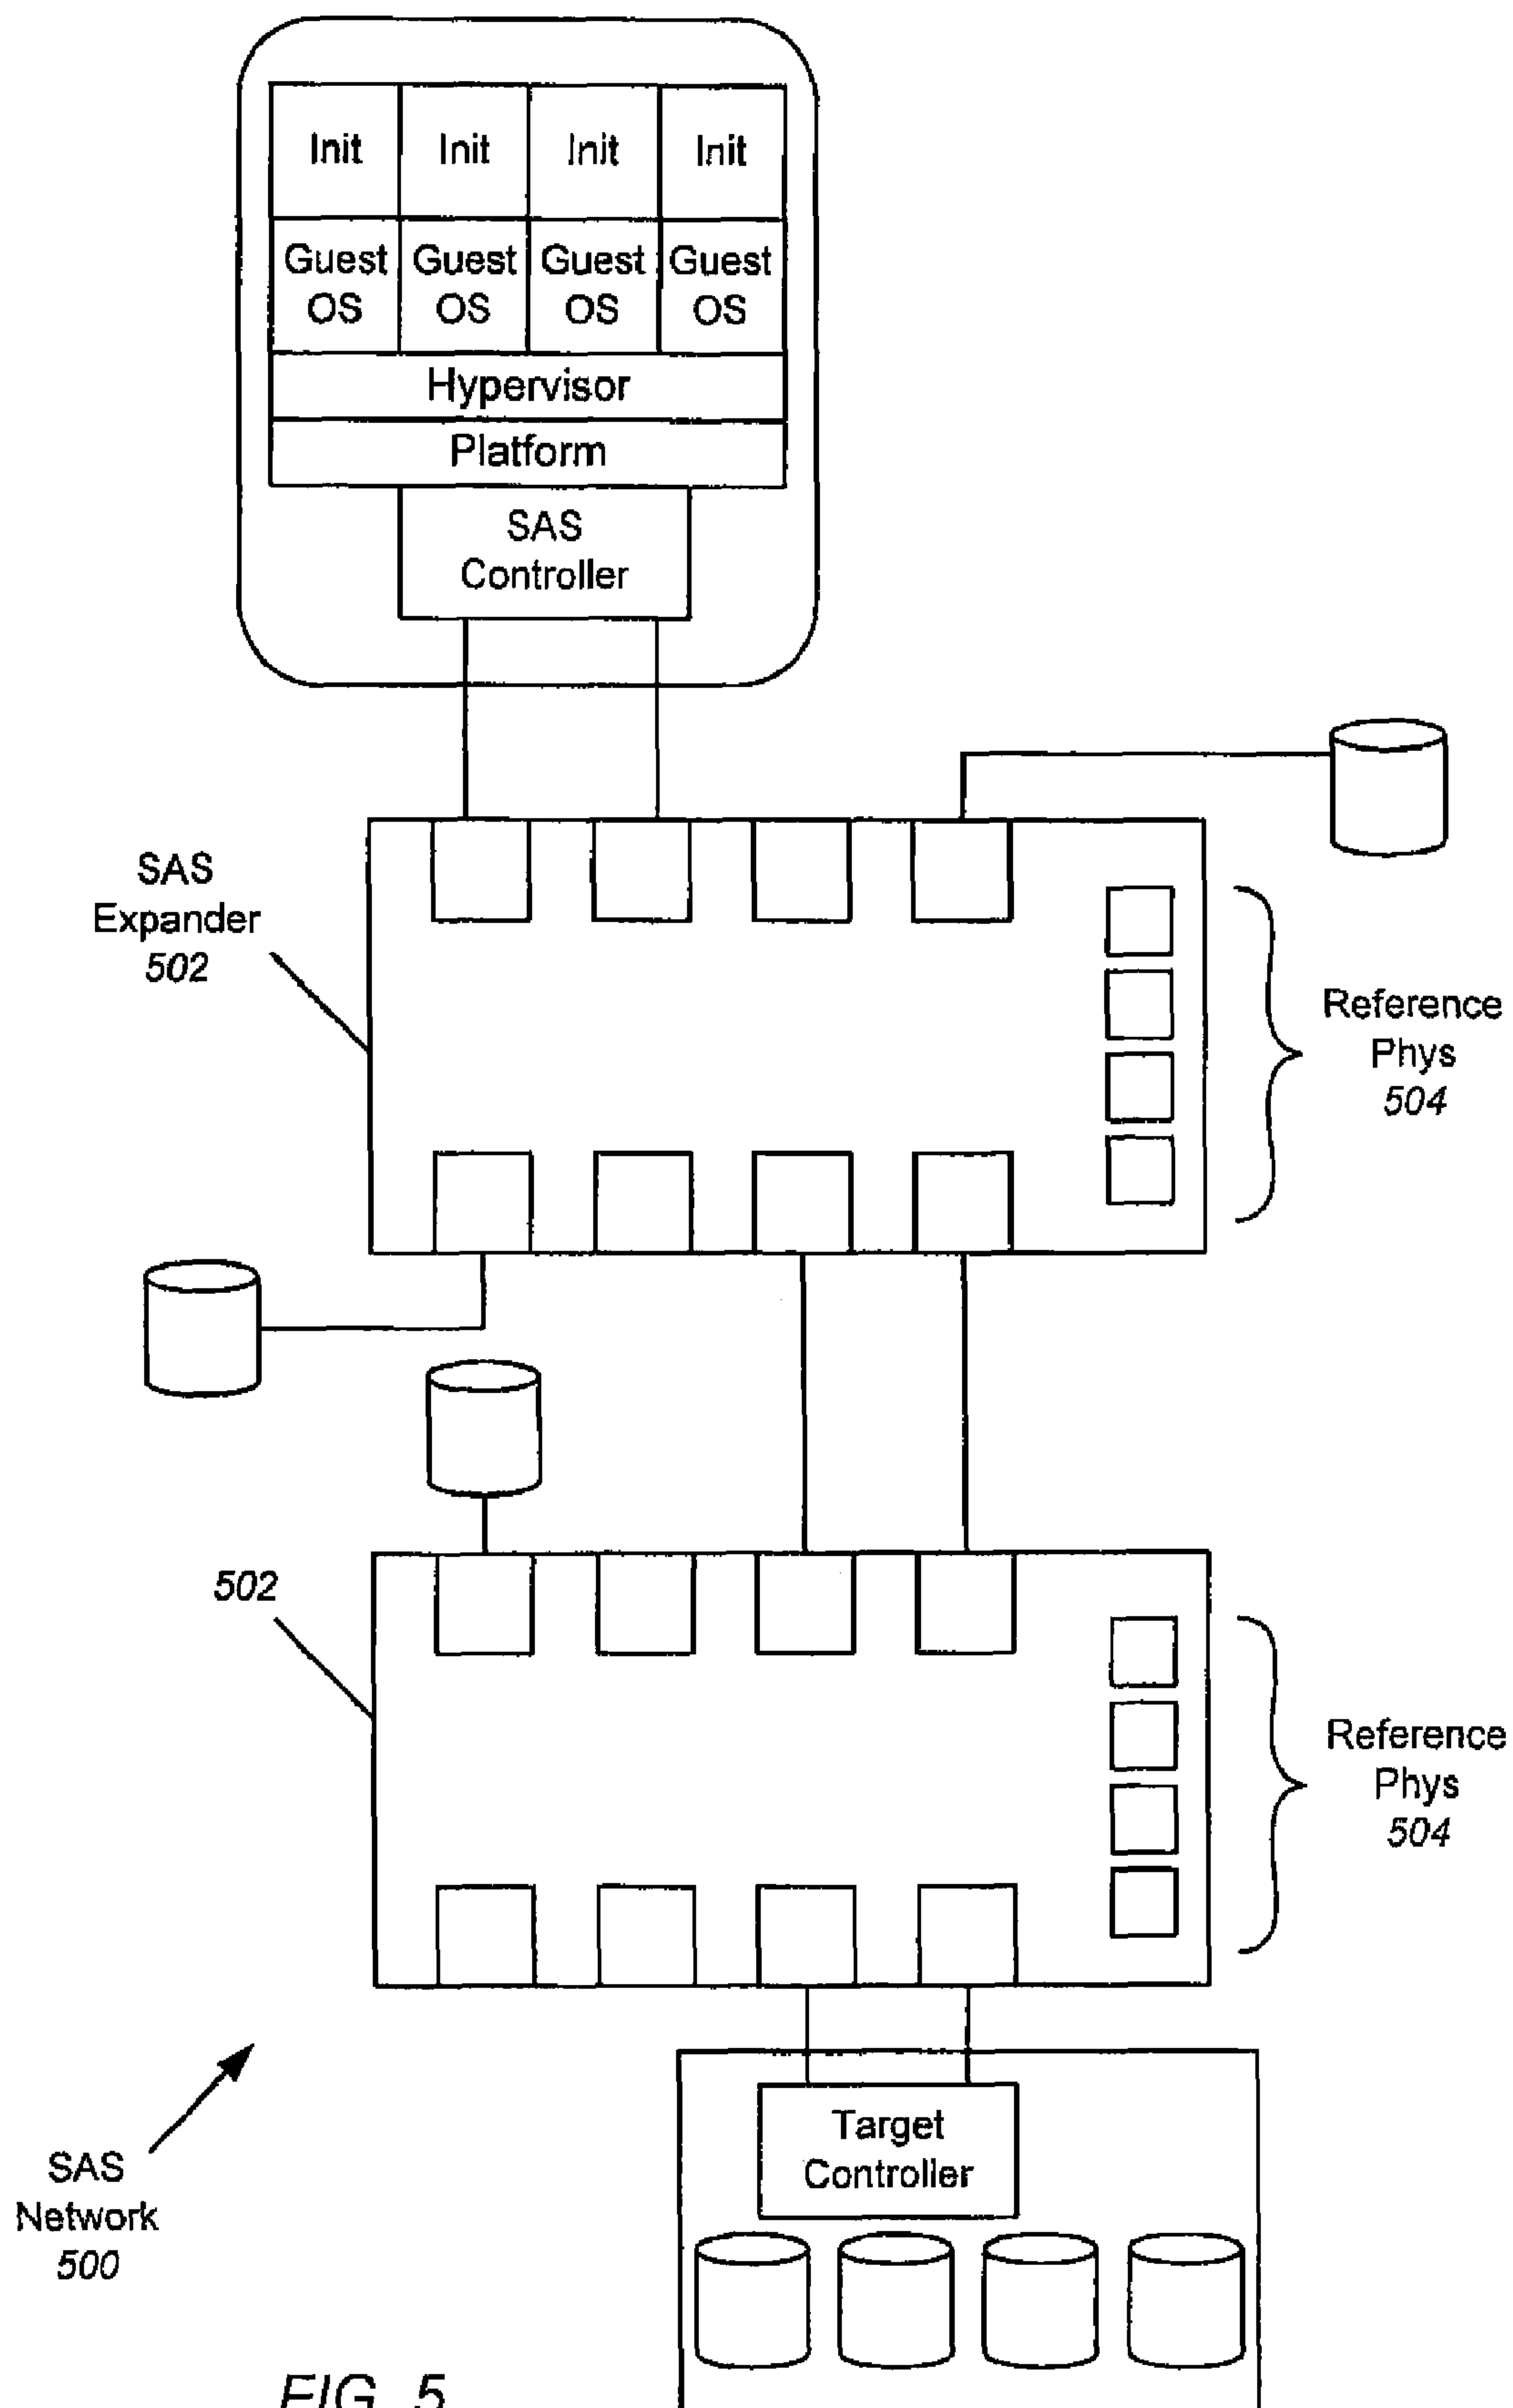 Init Init Init Init
Guest Guest Guest Guest
OS OS OS OS
Hypervisor
Platform
SAS
Controller
SAS
Expander
502
Reference
Phys
504
502
Reference
Phys
504
Target
Controller
SAS
Network
500
FIG. 5